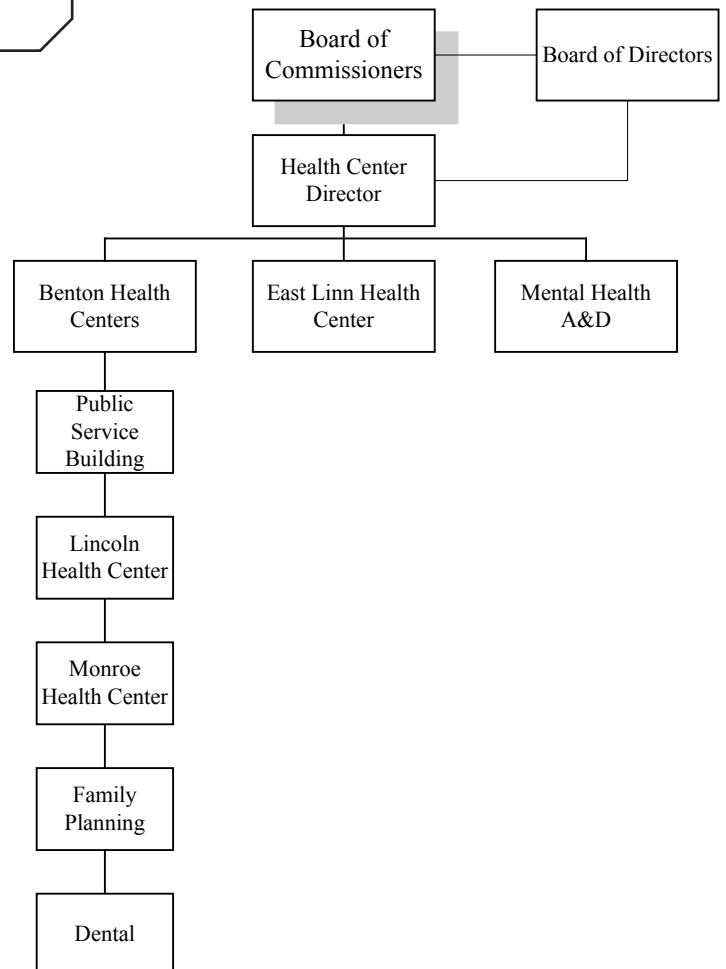 Board of
Commissioners
Board of Directors
Health Center
Director
Benton Health
Centers
East Linn Health
Center
Mental Health
A&D
Public
Service
Building
Lincoln
Health Center
Monroe
Health Center
Family
Planning
Dental